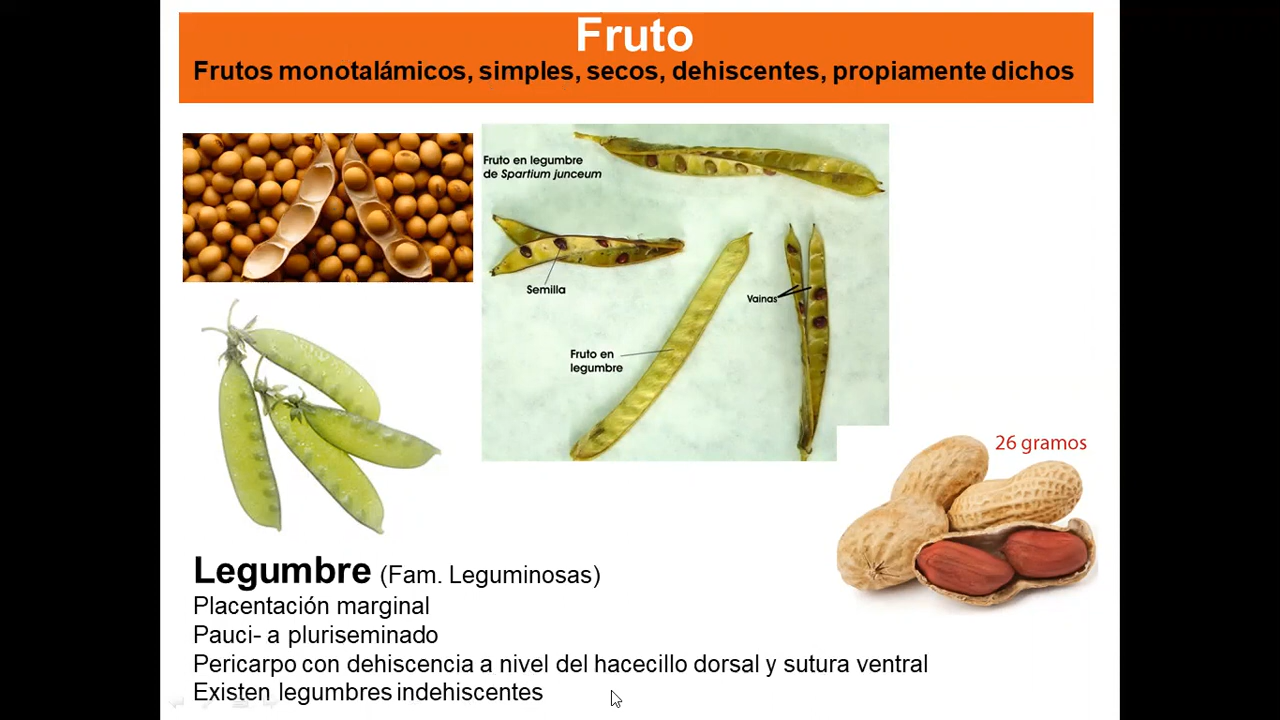 Fruto
Frutos monotalámicos, simples, secos, dehiscentes, propiamente dichos
Fruto en legumbre
de Spartium junceum
Semilla
Vainas
Fruto en
legumbre
26 gramos
Legumbre (Fam. Leguminosas)
Placentación marginal
Pauci- a pluriseminado
Pericarpo con dehiscencia a nivel del hacecillo dorsal y sutura ventral
Existen legumbres indehiscentes